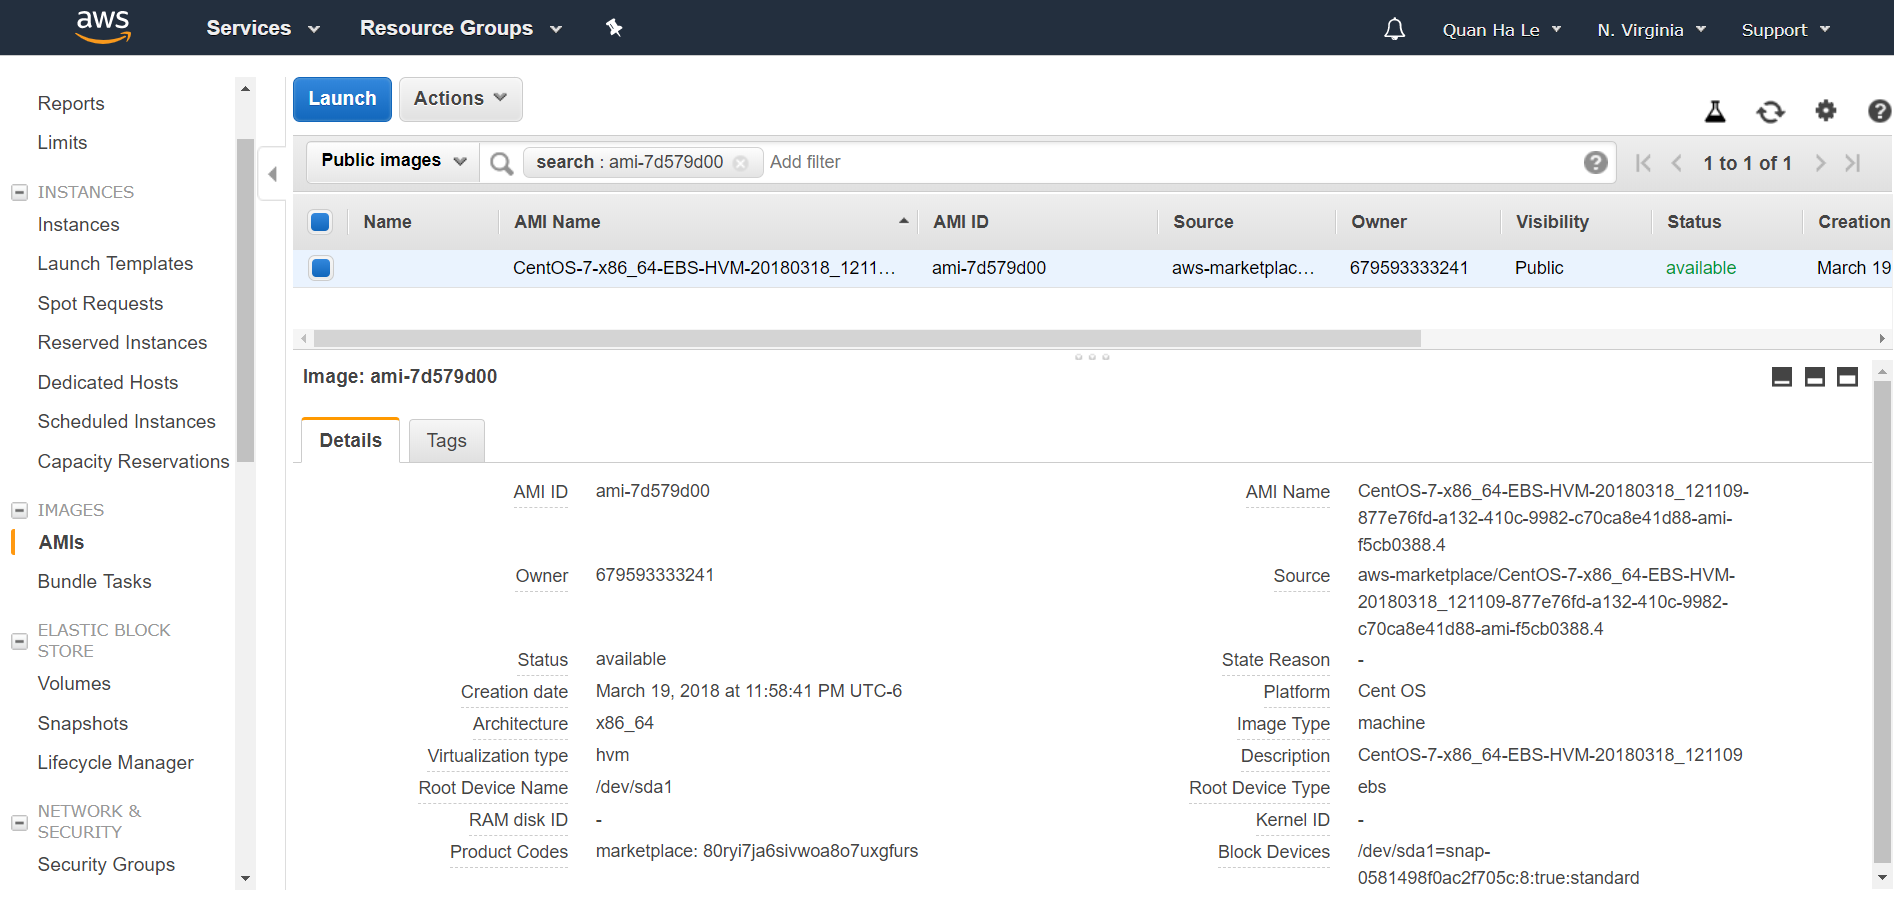 aws Services Resource Groups Quan Ha Le N. Virginia Support
Reports
Limits
INSTANCES
Instances
Launch Templates
Spot Requests
Reserved Instances
Dedicated Hosts
Scheduled Instances
Capacity Reservations
IMAGES
AMIs
Bundle Tasks
ELASTIC BLOCK
STORE
Volumes
Snapshots
Lifecycle Manager
NETWORK &
SECURITY
Security Groups
Launch Actions
Public images search : ami-7d579d00 Add filter 1 to 1 of 1
Name AMI Name AMI ID Source Owner Visibility Status Creation
CentOS-7-x86_64-EBS-HVM-20180318_1211... ami-7d579d00 aws-marketplac... 679593333241 Public available March 19
Image: ami-7d579d00
Details Tags
AMI ID ami-7d579d00
AMI Name CentOS-7-x86_64-EBS-HVM-20180318_121109-
877e76fd-a132-410c-9982-c70ca8e41d88-ami-
f5cb0388.4
Owner 679593333241
Source aws-marketplace/CentOS-7-x86_64-EBS-HVM-
20180318_121109-877e76fd-a132-410c-9982-
c70ca8e41d88-ami-f5cb0388.4
Status available State Reason -
Creation date March 19, 2018 at 11:58:41 PM UTC-6 Platform Cent OS
Architecture x86_64 Image Type machine
Virtualization type hvm Description CentOS-7-x86_64-EBS-HVM-20180318_121109
Root Device Name /dev/sda1 Root Device Type ebs
RAM disk ID - Kernel ID -
Product Codes marketplace: 80ryi7ja6sivwoa8o7uxgfurs Block Devices /dev/sda1=snap-
0581498f0ac2f705c:8:true:standard